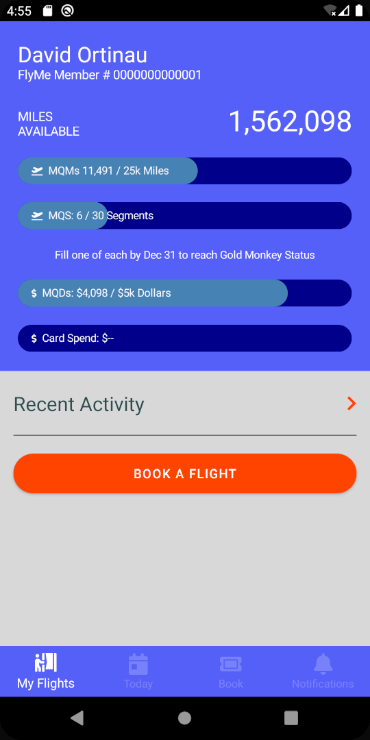 4:55
David Ortinau
FlyMe Member # 0000000000001
MILES
AVAILABLE
1,562,098
MQMs 11,491 / 25k Miles
MQS: 6 / 30 Segments
Fill one of each by Dec 31 to reach Gold Monkey Status
$ MQDs: $4,098 / $5k Dollars
$ Card Spend: $--
Recent Activity
BOOK A FLIGHT
My Flights
Today
Book
Notifications